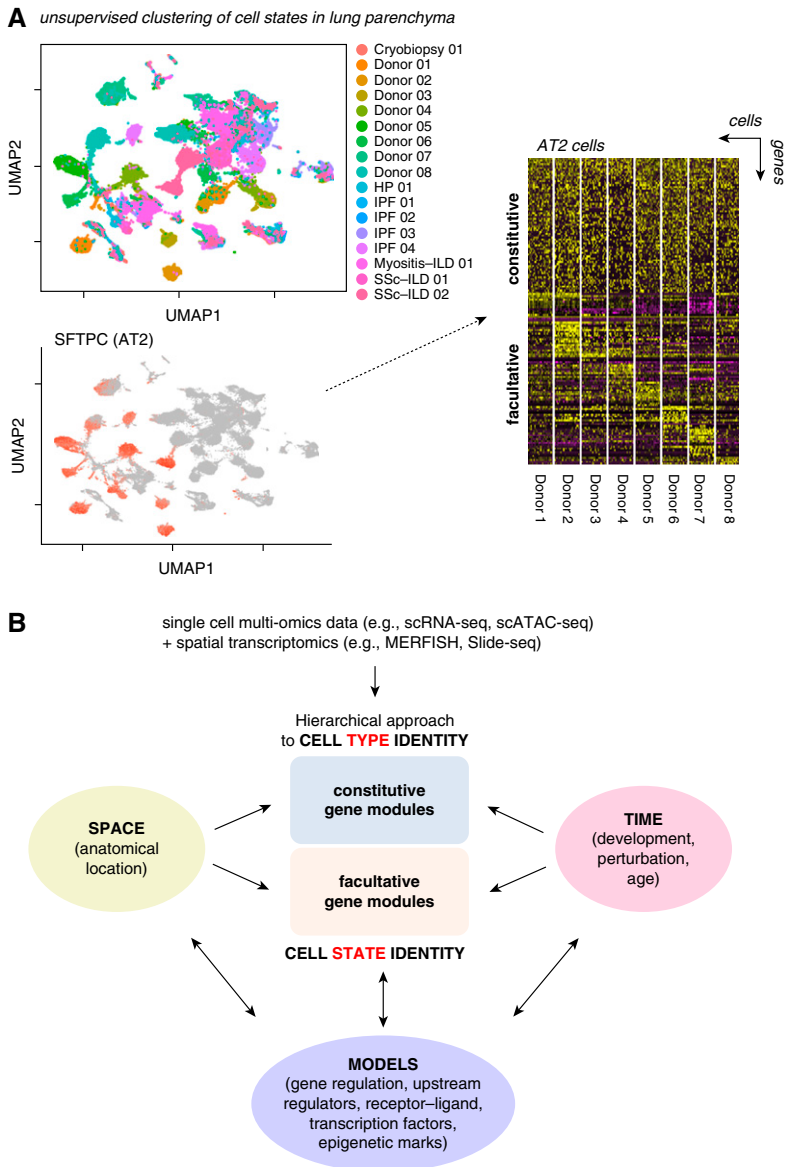 A unsupervised clustering of cell states in lung parenchyma
UMAP2
UMAP1
Cryobiopsy 01
Donor 01
Donor 02
Donor 03
Donor 04
Donor 05
Donor 06
Donor 07
Donor 08
HP 01
IPF 01
IPF 02
IPF 03
IPF 04
Myositis–ILD 01
SSc–ILD 01
SSc–ILD 02
SFTPC (AT2)
UMAP2
UMAP1
cells
genes
AT2 cells
constitutive
facultative
Donor 1
Donor 2
Donor 3
Donor 4
Donor 5
Donor 6
Donor 7
Donor 8
B
single cell multi-omics data (e.g., scRNA-seq, scATAC-seq)
+ spatial transcriptomics (e.g., MERFISH, Slide-seq)
Hierarchical approach
to CELL TYPE IDENTITY
constitutive
gene modules
SPACE
(anatomical
location)
TIME
(development,
perturbation,
age)
facultative
gene modules
CELL STATE IDENTITY
MODELS
(gene regulation, upstream
regulators, receptor–ligand,
transcription factors,
epigenetic marks)